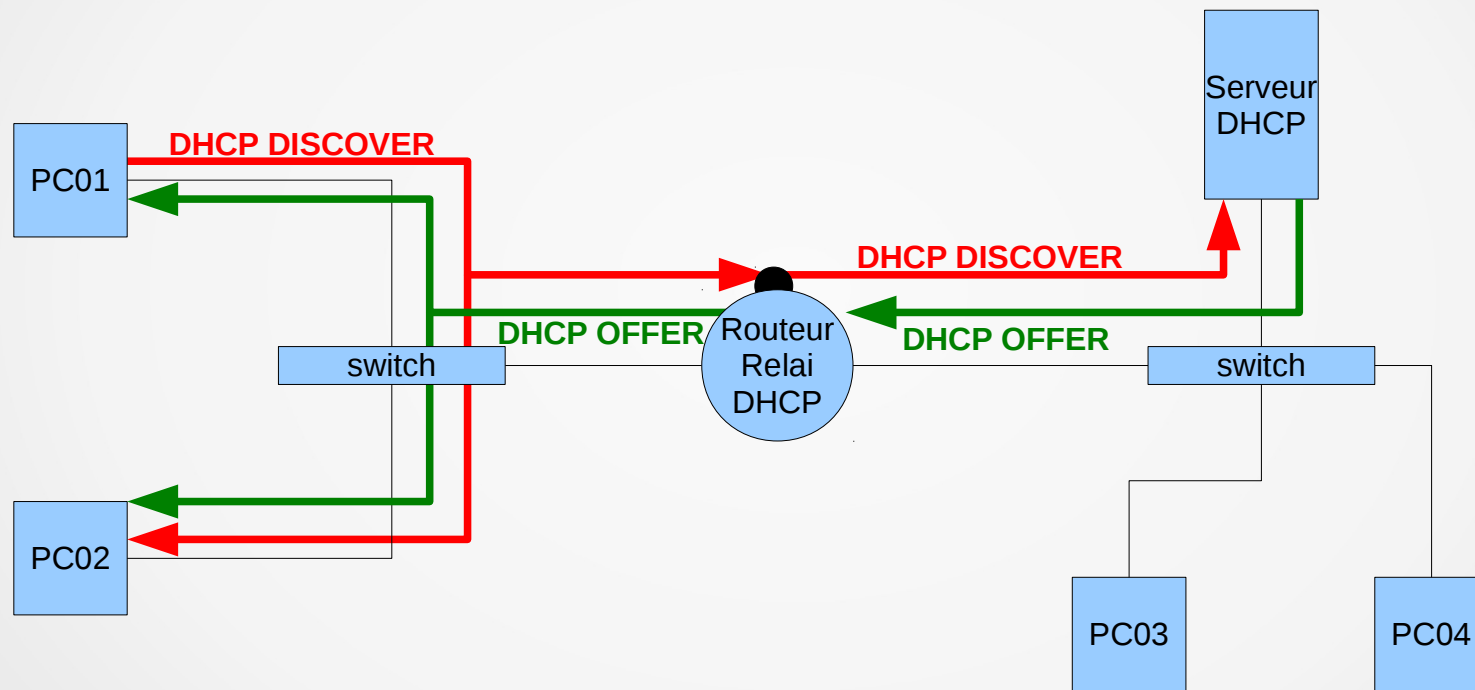 Serveur
DHCP
DHCP DISCOVER
PC01
DHCP DISCOVER
DHCP OFFER
DHCP OFFER
Routeur
Relai
DHCP
switch
switch
PC02
PC03
PC04